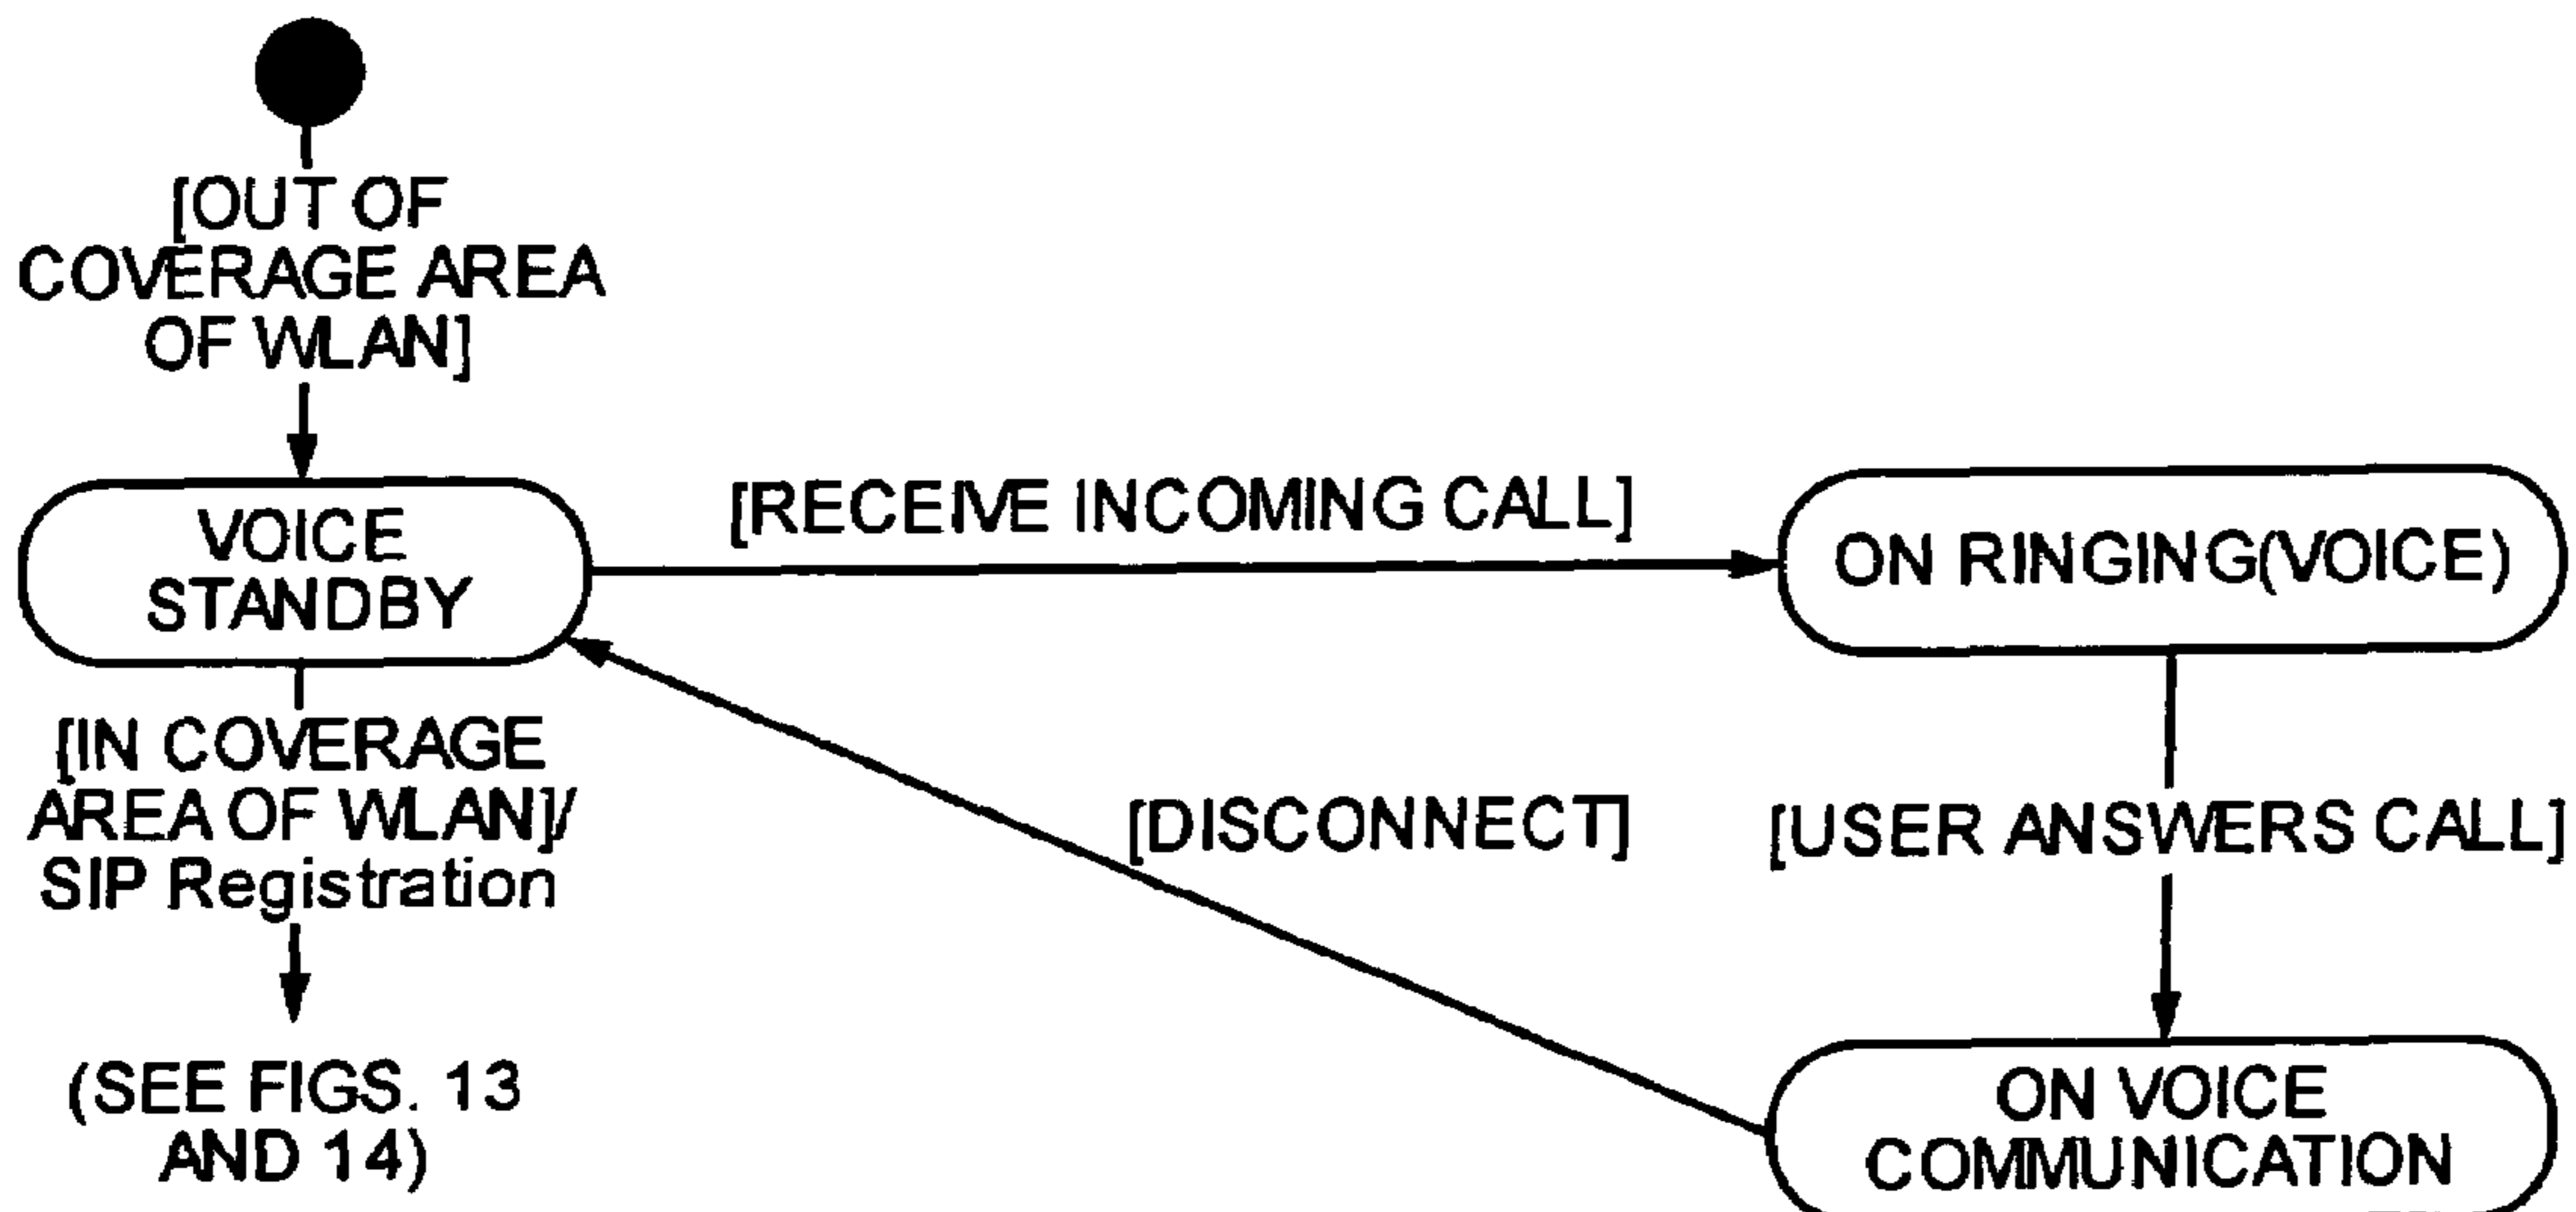 [OUT OF
COVERAGE AREA
OF WLAN]
VOICE
STANDBY
[RECEIVE INCOMING CALL]
ON RINGING(VOICE)
[IN COVERAGE
AREA OF WLAN]/
SIP Registration
[DISCONNECT]
[USER ANSWERS CALL]
(SEE FIGS. 13
AND 14)
ON VOICE
COMMUNICATION